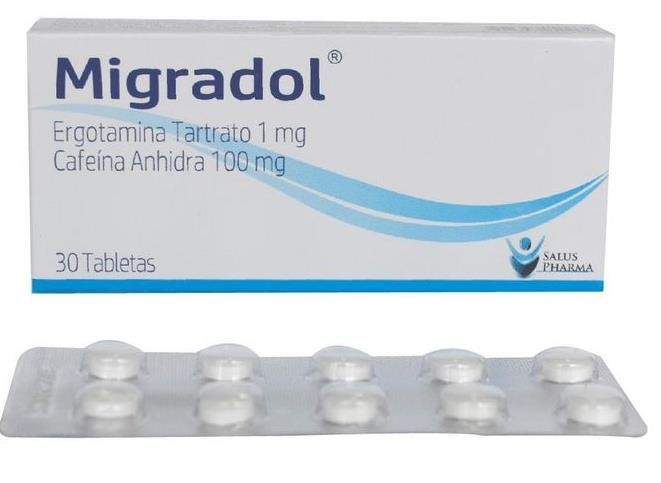 Migradol®
Ergotamina Tartrato 1 mg
Cafeína Anhidra 100 mg
30 Tabletas
SALUS
PHARMA